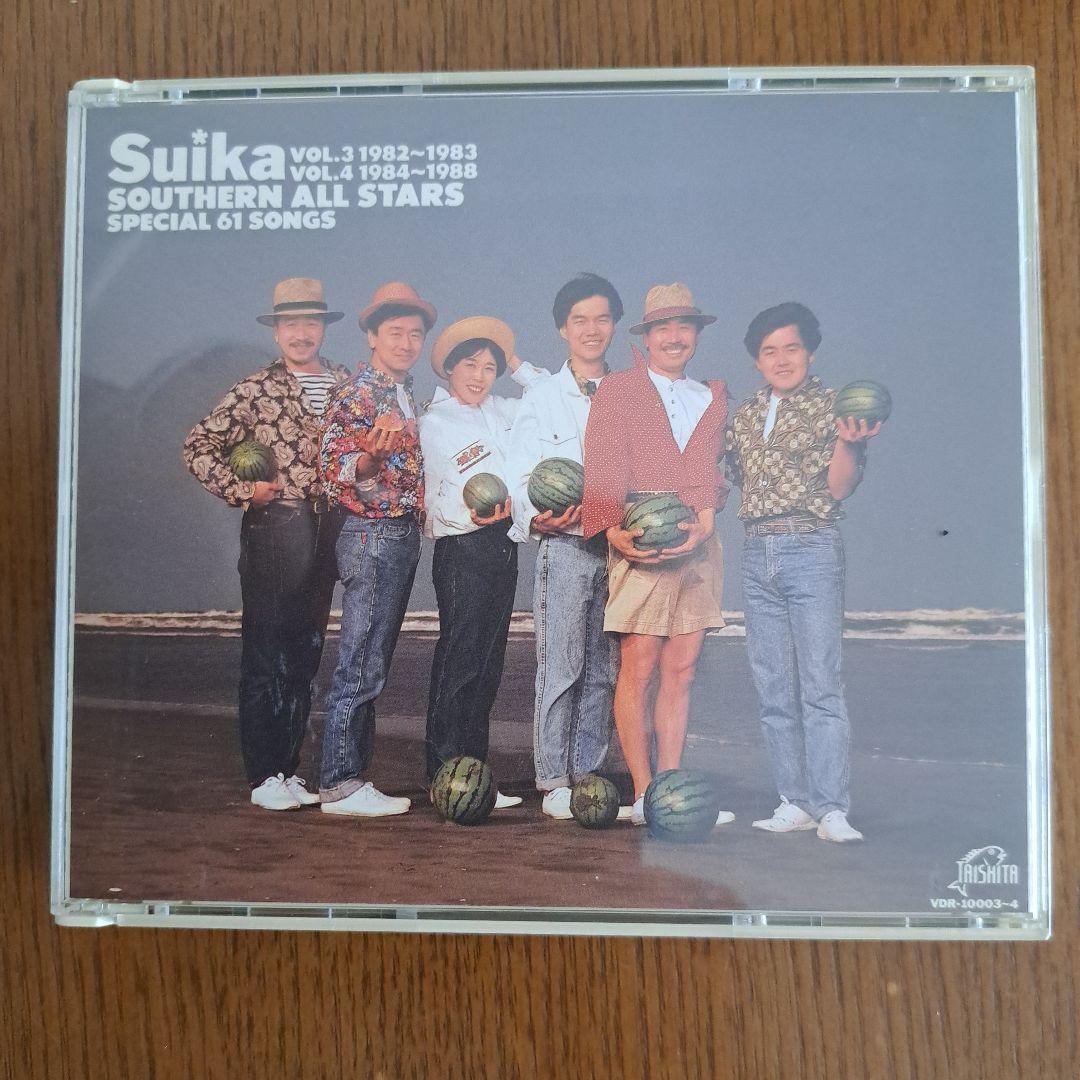 Suika VOL.3 1982~1983
VOL.4 1984~1988
SOUTHERN ALL STARS
SPECIAL 61 SONGS
TAISHITA
VDR-10003~4